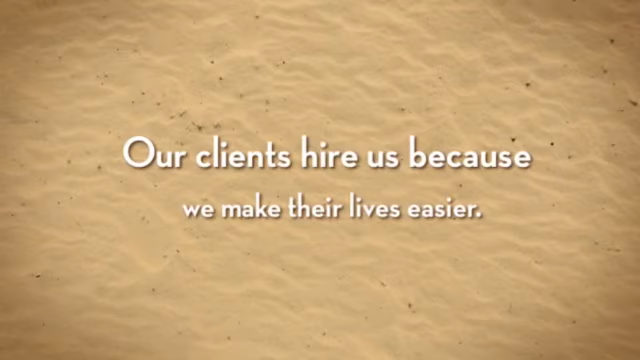 Our clients hire us because
we make their lives easier.